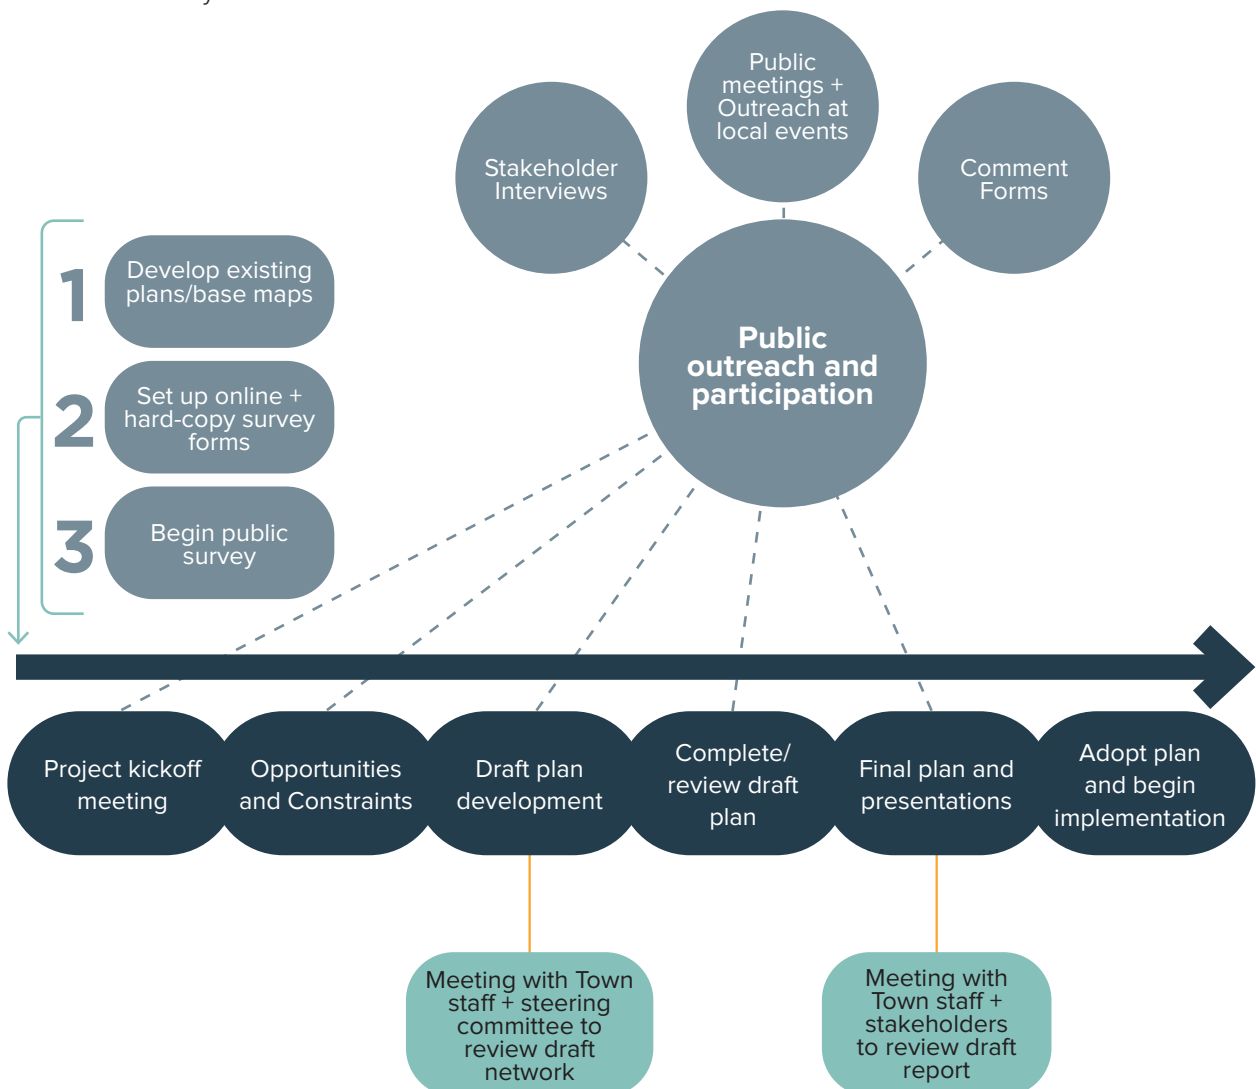 Public
meetings +
Outreach at
local events
Stakeholder
Interviews
Comment
Forms
Public
outreach and
participation
1
Develop existing
plans/base maps
2
Set up online +
hard-copy survey
forms
3
Begin public
survey
Project kickoff
meeting
Opportunities
and Constraints
Draft plan
development
Complete/
review draft
plan
Final plan and
presentations
Adopt plan
and begin
implementation
Meeting with Town
staff + steering
committee to
review draft
network
Meeting with
Town staff +
stakeholders
to review draft
report